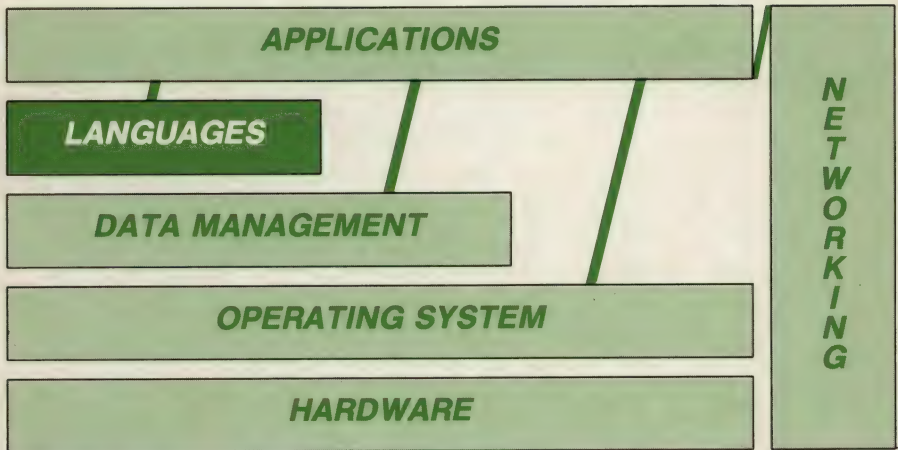 APPLICATIONS
LANGUAGES
DATA MANAGEMENT
OPERATING SYSTEM
HARDWARE
NETWORKING